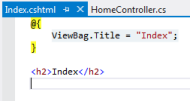 Index.cshtml HomeController.cs
@{
ViewBag.Title = "Index";
}
<h2>Index</h2>